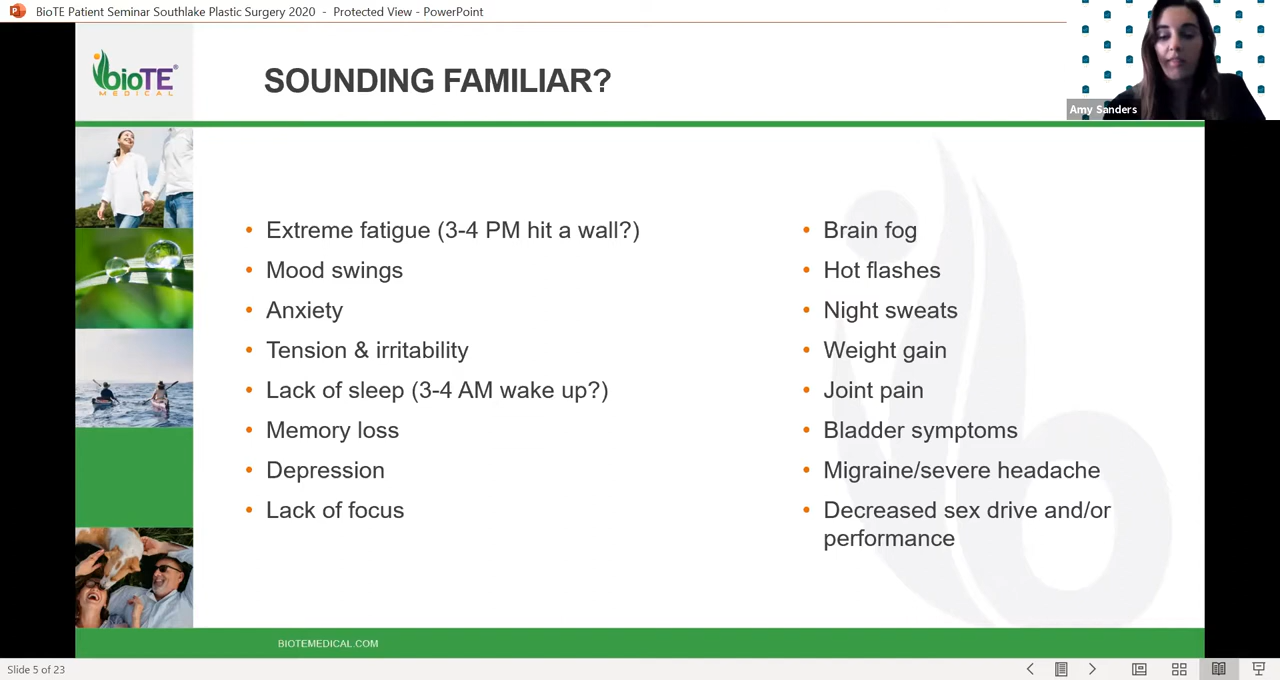 BioTE Patient Seminar Southlake Plastic Surgery 2020 - Protected View - PowerPoint
Amy Sanders
bioTE®
MEDICAL
SOUNDING FAMILIAR?
• Extreme fatigue (3-4 PM hit a wall?)
• Mood swings
• Anxiety
• Tension & irritability
• Lack of sleep (3-4 AM wake up?)
• Memory loss
• Depression
• Lack of focus
• Brain fog
• Hot flashes
• Night sweats
• Weight gain
• Joint pain
• Bladder symptoms
• Migraine/severe headache
• Decreased sex drive and/or
performance
BIOTEMEDICAL.COM
Slide 5 of 23